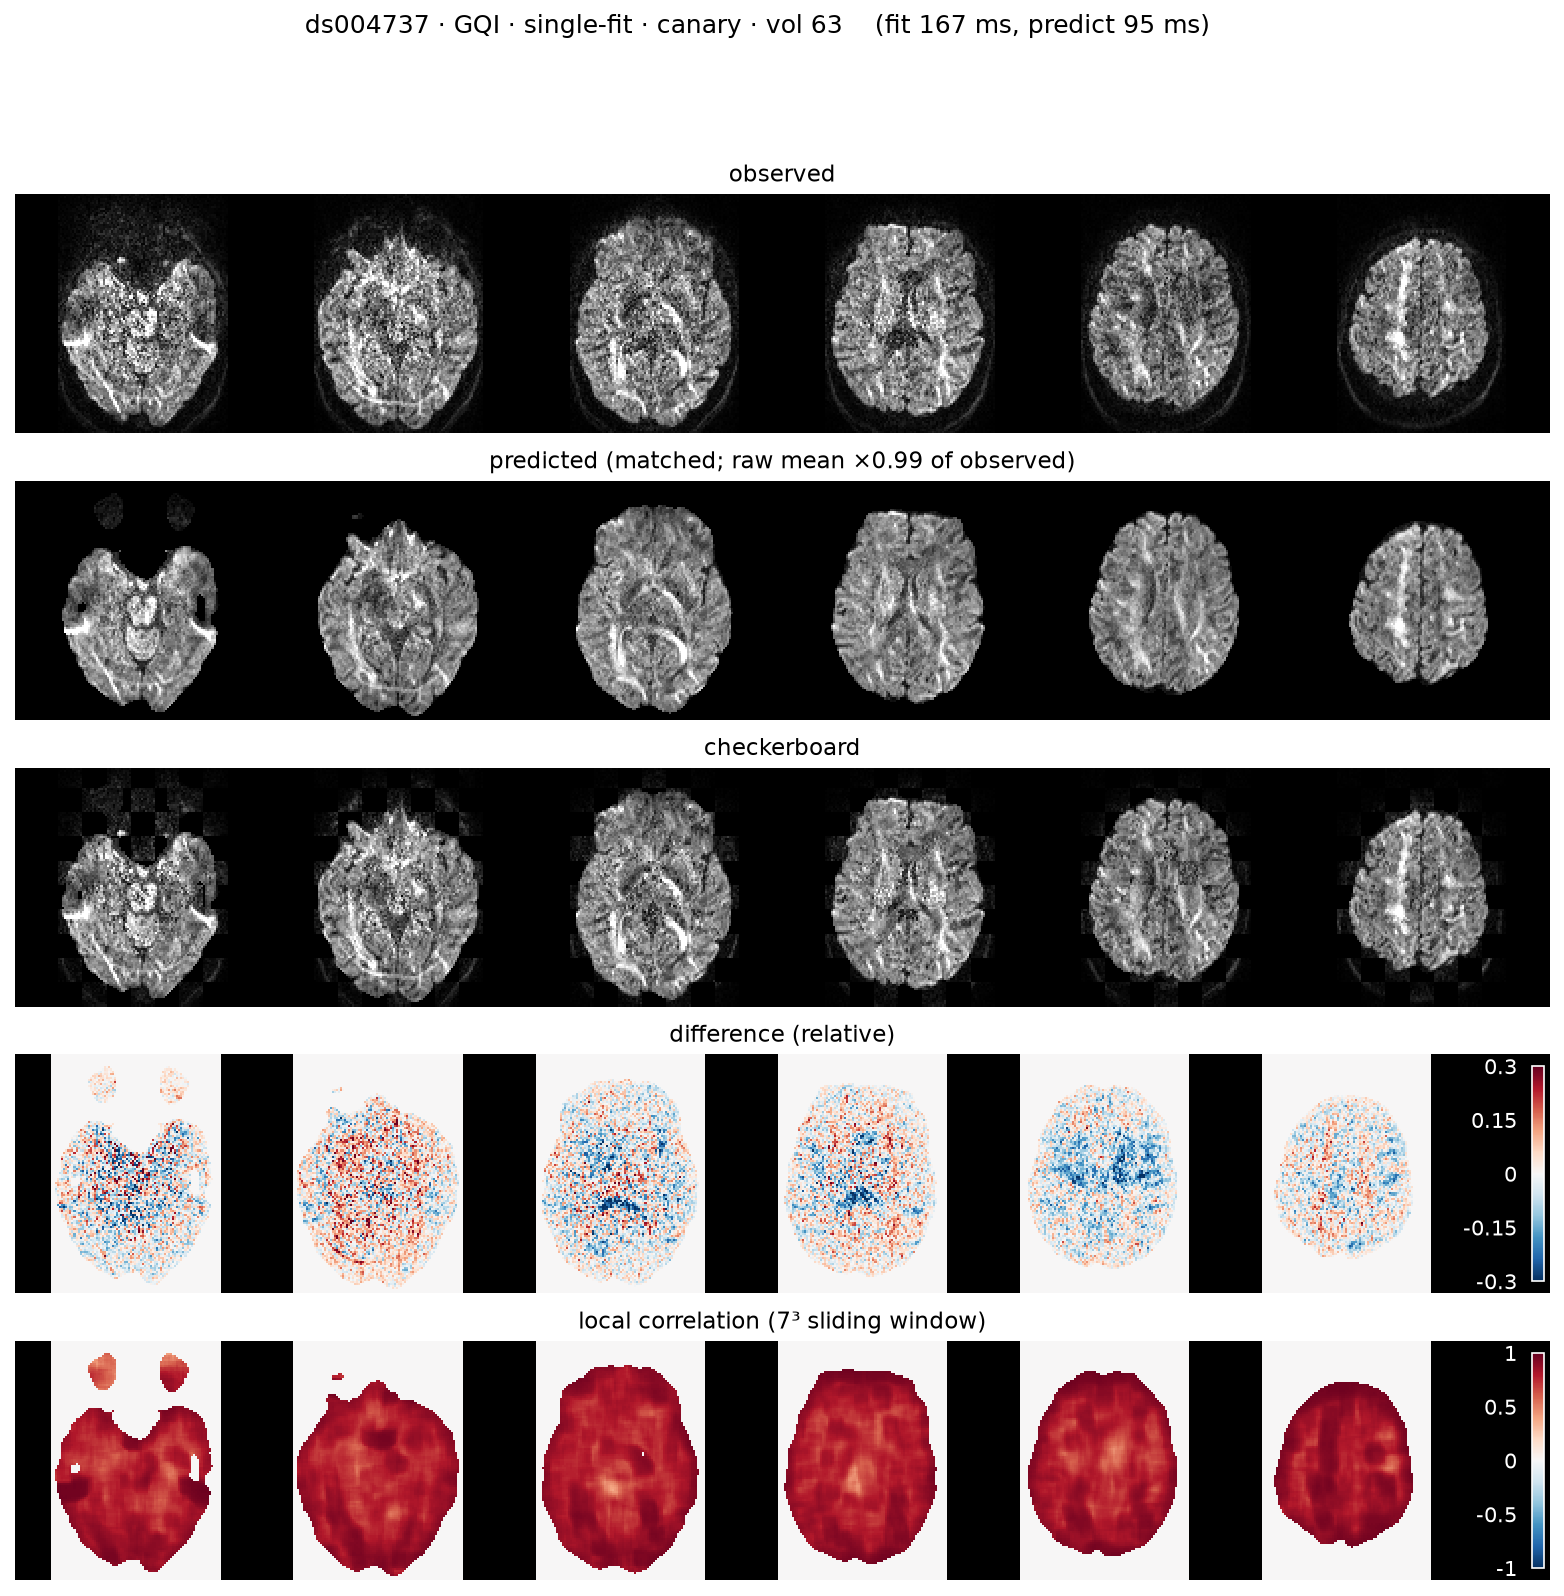 ds004737 · GQI · single-fit · canary · vol 63    (fit 167 ms, predict 95 ms)
observed
predicted (matched; raw mean ×0.99 of observed)
checkerboard
difference (relative)
0.3
0.15
0
-0.15
-0.3
local correlation (7³ sliding window)
1
0.5
0
-0.5
-1